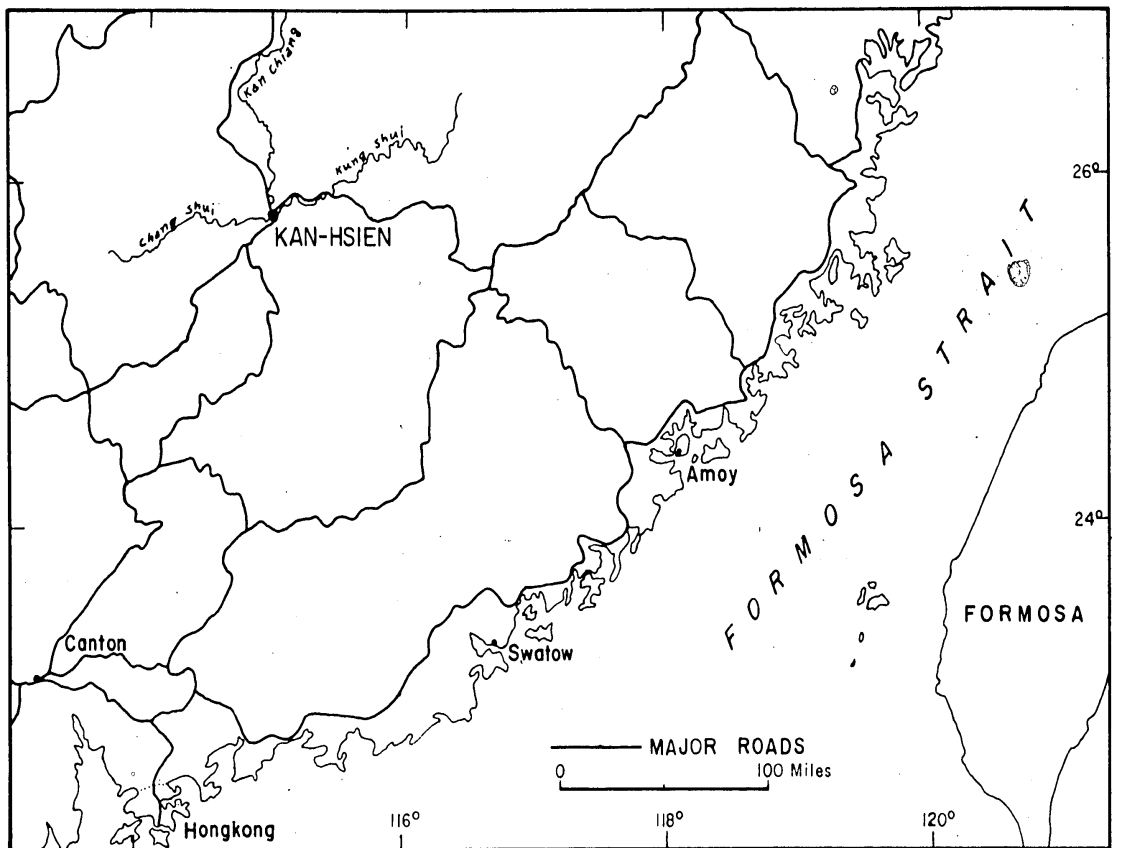 Kan Chiang
Kung shui
chang shui
KAN-HSIEN
26°
FORMOSA STRAIT
Amoy
24°
FORMOSA
Canton
Swatow
MAJOR ROADS
0 100 Miles
Hongkong
116° 118° 120°